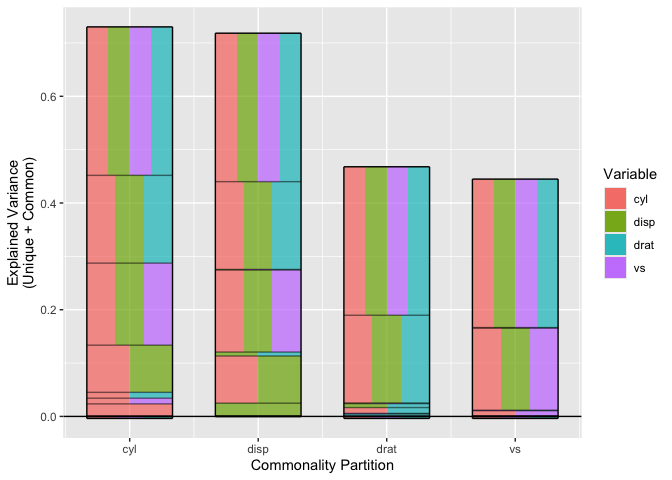 Explained Variance
(Unique + Common)
0.6
0.4
0.2
0.0
cyl
disp
drat
vs
Commonality Partition
Variable
cyl
disp
drat
vs